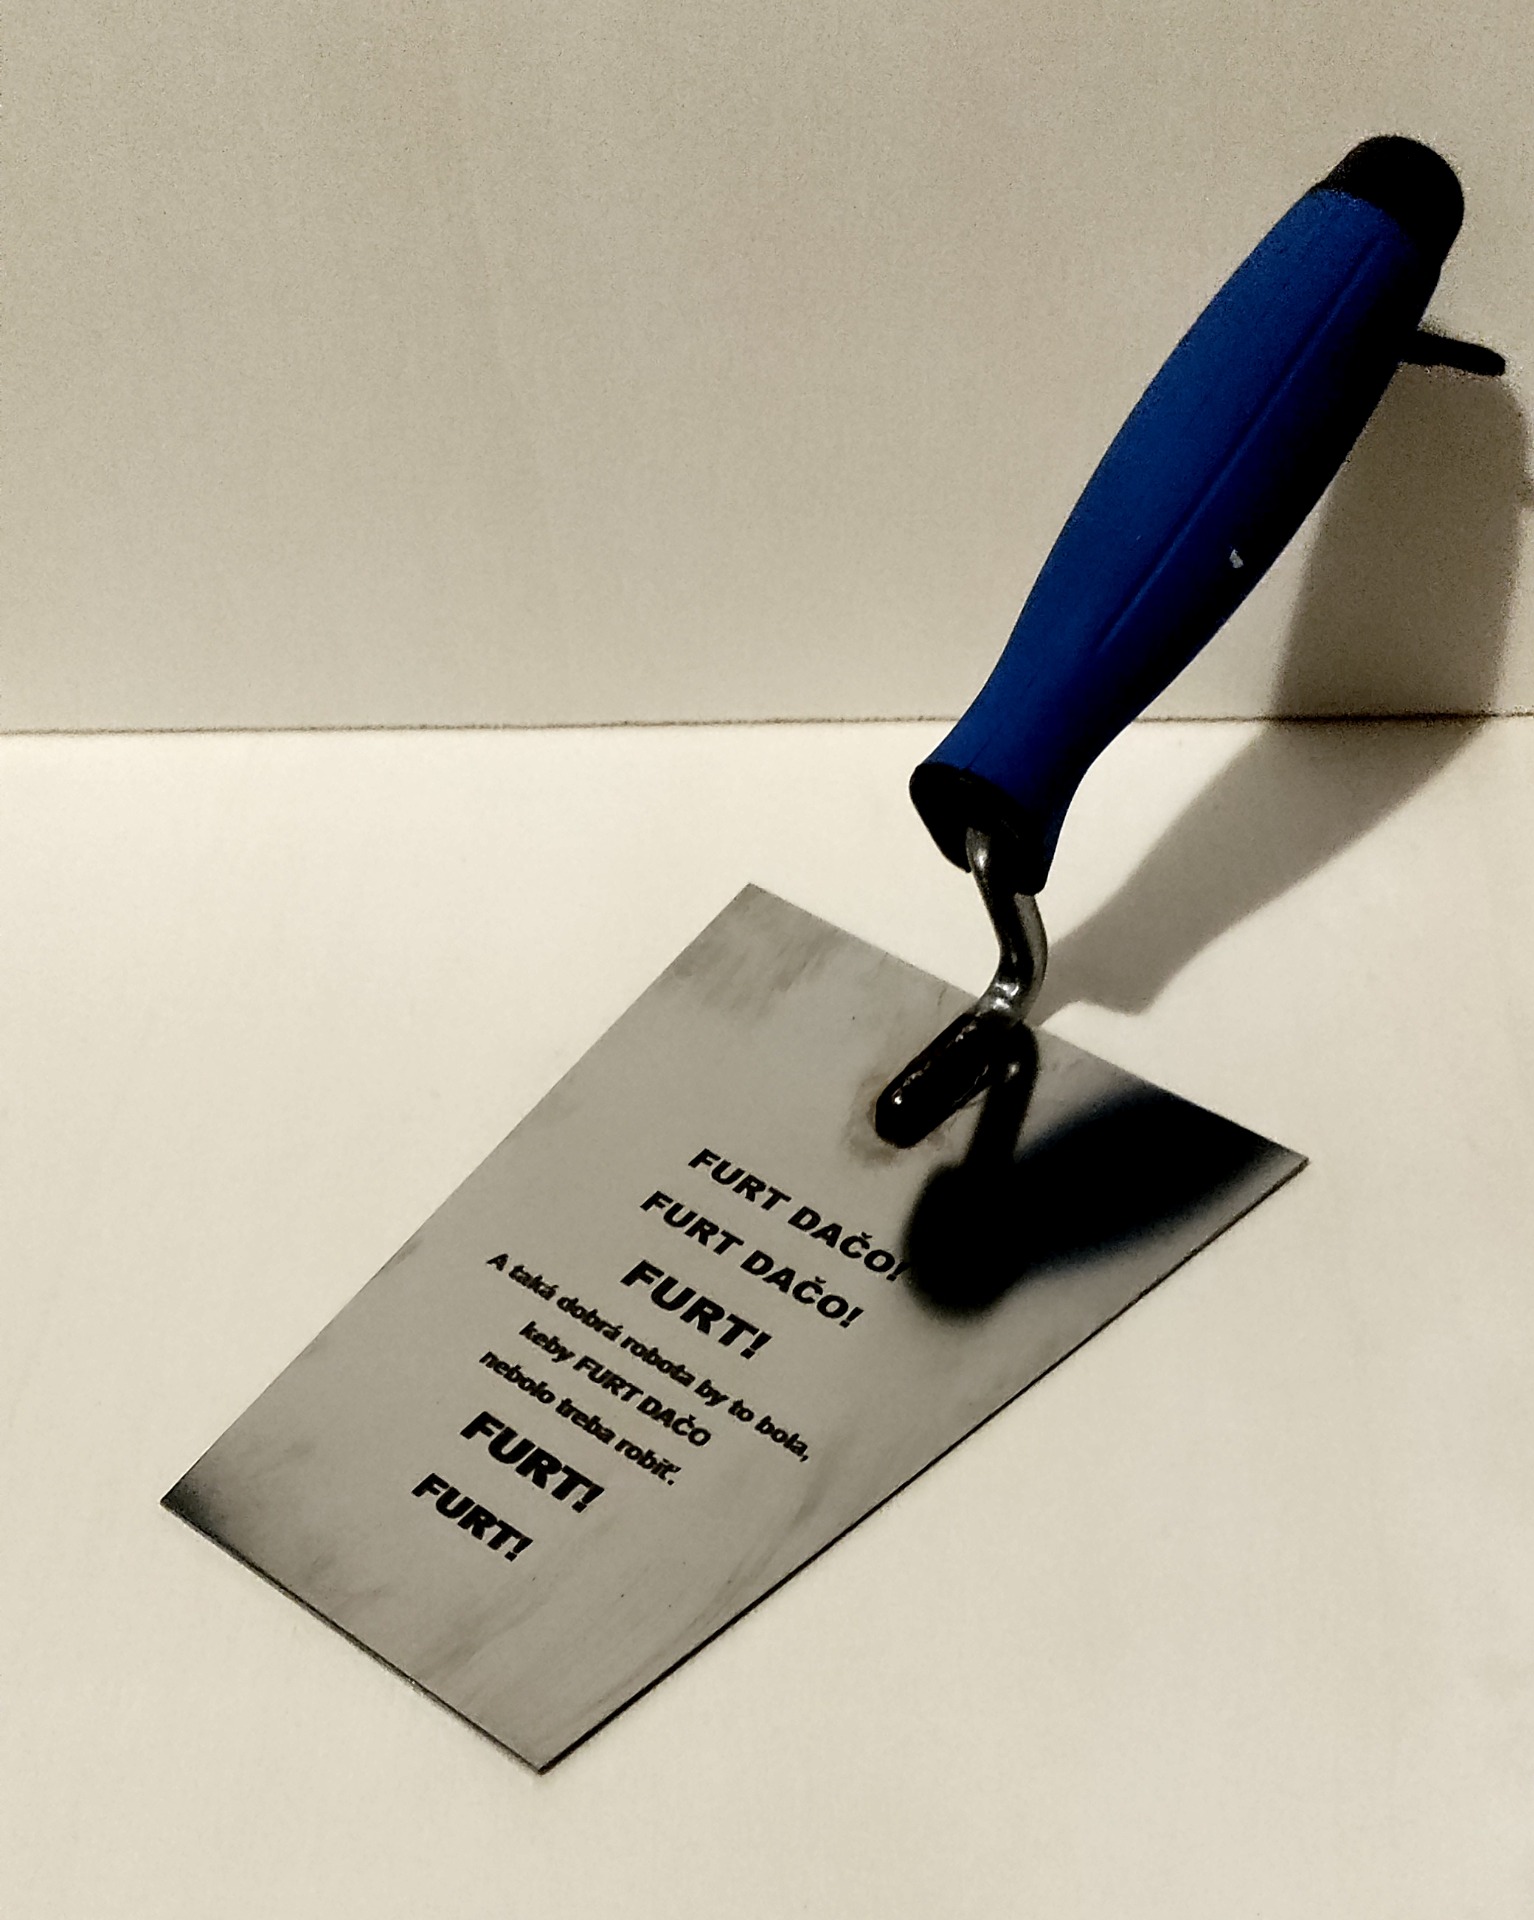 FURT DAČO!
FURT DAČO!
FURT!
A taká dobrá robota by to bola,
keby FURT DAČO
nebolo treba robiť.
FURT!
FURT!